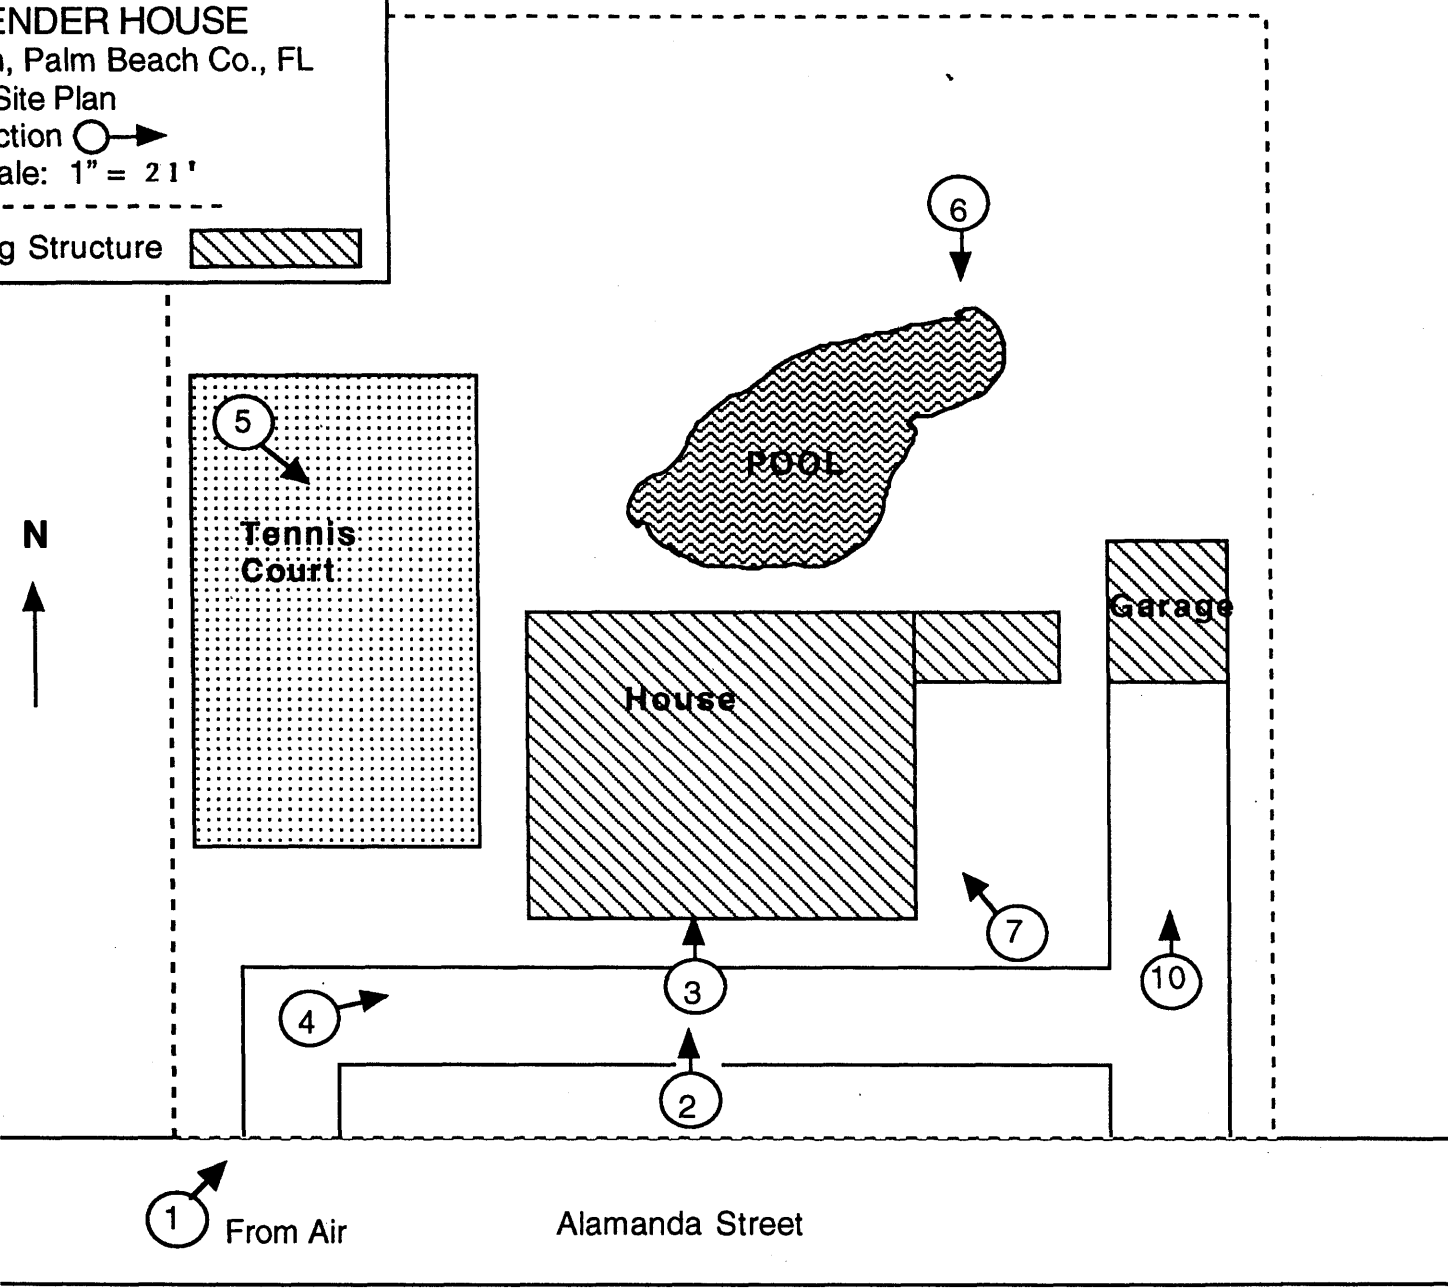 ENDER HOUSE
, Palm Beach Co., FL
Site Plan
ction
ale: 1" = 21'
g Structure
6
5
POOL
N
Tennis
Court
Garage
House
7
10
3
4
2
1
From Air
Alamanda Street